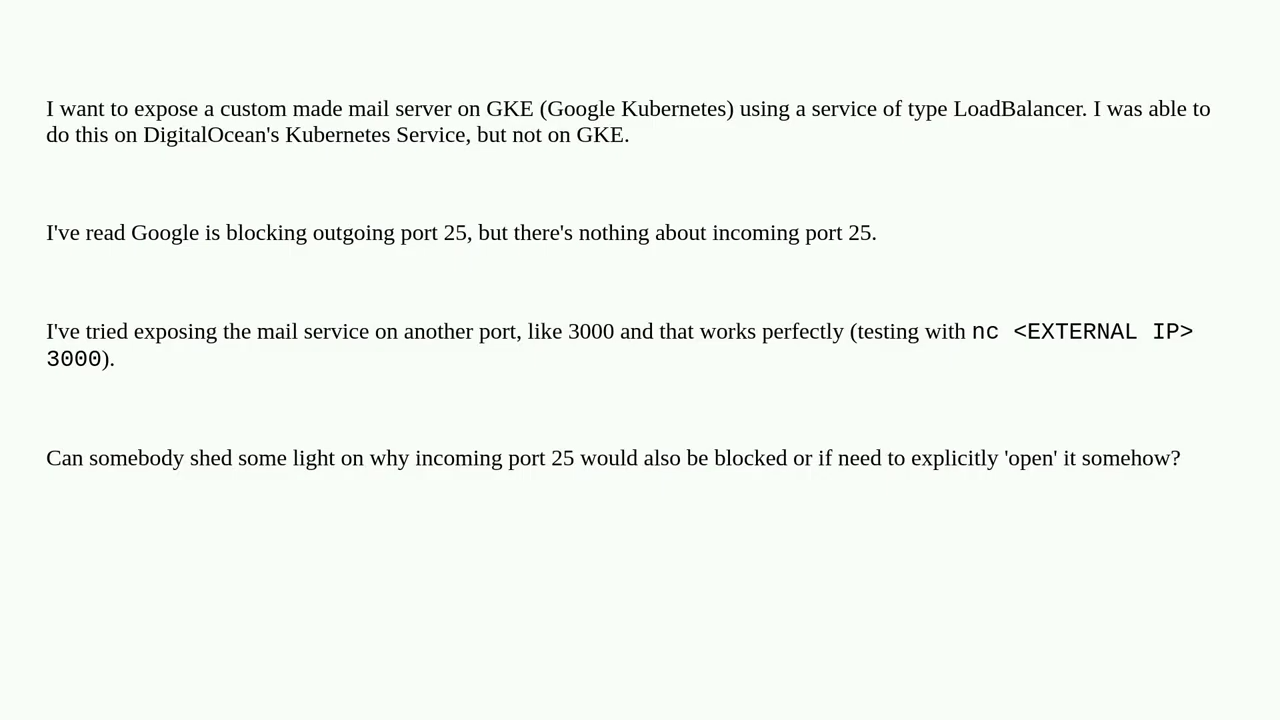 I want to expose a custom made mail server on GKE (Google Kubernetes) using a service of type LoadBalancer. I was able to
do this on DigitalOcean's Kubernetes Service, but not on GKE.
I've read Google is blocking outgoing port 25, but there's nothing about incoming port 25.
I've tried exposing the mail service on another port, like 3000 and that works perfectly (testing with nc <EXTERNAL IP>
3000).
Can somebody shed some light on why incoming port 25 would also be blocked or if need to explicitly 'open' it somehow?